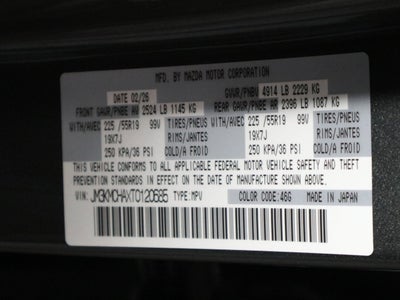 MFD. BY MAZDA MOTOR CORPORATION
DATE 02/26 GVWR/PNBV 4914 LB 2229 KG
FRONT GAWR/PNBE AV 2524 LB 1145 KG REAR GAWR/PNBE AR 2396 LB 1087 KG
WITH/AVEC 225 /55R19 99V TIRES/PNEUS WITH/AVEC 225 /55R19 99V TIRES/PNEUS
19X7J RIMS/JANTES 19X7J RIMS/JANTES
250 KPA/36 PSI COLD/A FROID 250 KPA/36 PSI COLD/A FROID
THIS VEHICLE CONFORMS TO ALL APPLICABLE FEDERAL MOTOR VEHICLE SAFETY AND THEFT
PREVENTION STANDARDS IN EFFECT ON THE DATE OF MANUFACTURE SHOWN ABOVE.
VIN: JM3KMCHAXT0120585 TYPE:MPV COLOR:46G MADE IN JAPAN